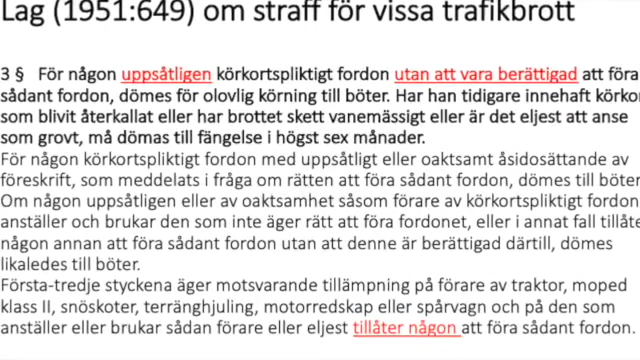 Lag (1951:649) om straff för vissa trafikbrott
3 § För någon uppsåtligen körkortspliktigt fordon utan att vara berättigad att föra
sådant fordon, dömes för olovlig körning till böter. Har han tidigare innehaft körko
som blivit återkallat eller har brottet skett vanemässigt eller är det eljest att anse
som grovt, må dömas till fängelse i högst sex månader.
För någon körkortspliktigt fordon med uppsåtligt eller oaktsamt åsidosättande av
föreskrift, som meddelats i fråga om rätten att föra sådant fordon, dömes till böter
Om någon uppsåtligen eller av oaktsamhet såsom förare av körkortspliktigt fordon
anställer och brukar den som inte äger rätt att föra fordonet, eller i annat fall tillåte
någon annan att föra sådant fordon utan att denne är berättigad därtill, dömes
likaledes till böter.
Första-tredje styckena äger motsvarande tillämpning på förare av traktor, moped
klass II, snöskoter, terränghjuling, motorredskap eller spårvagn och på den som
anställer eller brukar sådan förare eller eljest tillåter någon att föra sådant fordon.